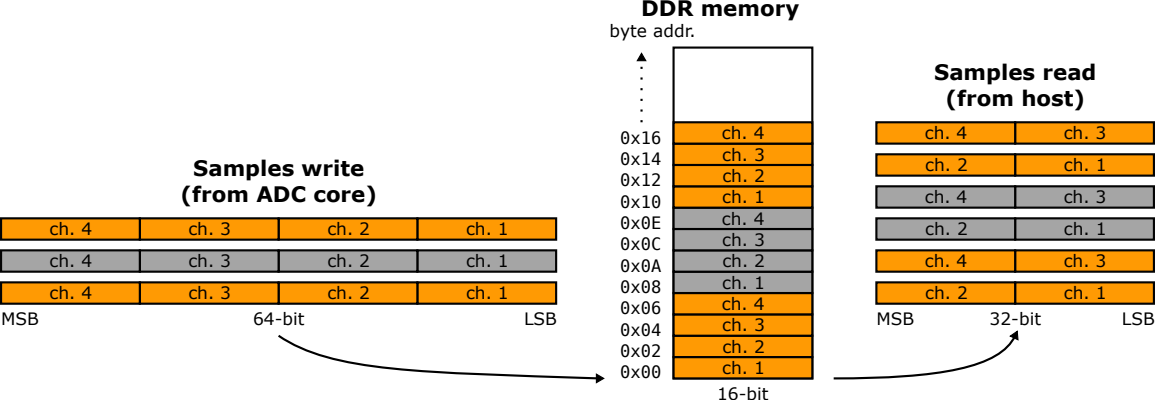 DDR memory
byte addr.
Samples write
(from ADC core)
ch. 4 ch. 3 ch. 2 ch. 1
ch. 4 ch. 3 ch. 2 ch. 1
ch. 4 ch. 3 ch. 2 ch. 1
MSB 64-bit LSB
0x16 ch. 4
0x14 ch. 3
0x12 ch. 2
0x10 ch. 1
0x0E ch. 4
0x0C ch. 3
0x0A ch. 2
0x08 ch. 1
0x06 ch. 4
0x04 ch. 3
0x02 ch. 2
0x00 ch. 1
16-bit
Samples read
(from host)
ch. 4 ch. 3
ch. 2 ch. 1
ch. 4 ch. 3
ch. 2 ch. 1
ch. 4 ch. 3
ch. 2 ch. 1
MSB 32-bit LSB